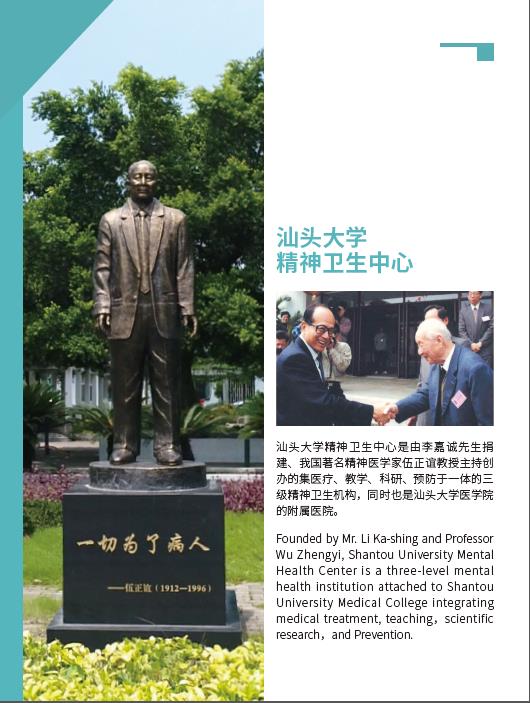 汕头大学
精神卫生中心
汕头大学精神卫生中心是由李嘉诚先生捐
建、我国著名精神医学家伍正谊教授主持创
办的集医疗、教学、科研、预防于一体的三
级精神卫生机构，同时也是汕头大学医学院
的附属医院。
Founded by Mr. Li Ka-shing and Professor
Wu Zhengyi, Shantou University Mental
Health Center is a three-level mental
health institution attached to Shantou
University Medical College integrating
medical treatment, teaching，scientific
research，and Prevention.
一切为了病人
——伍正谊（1912—1996）